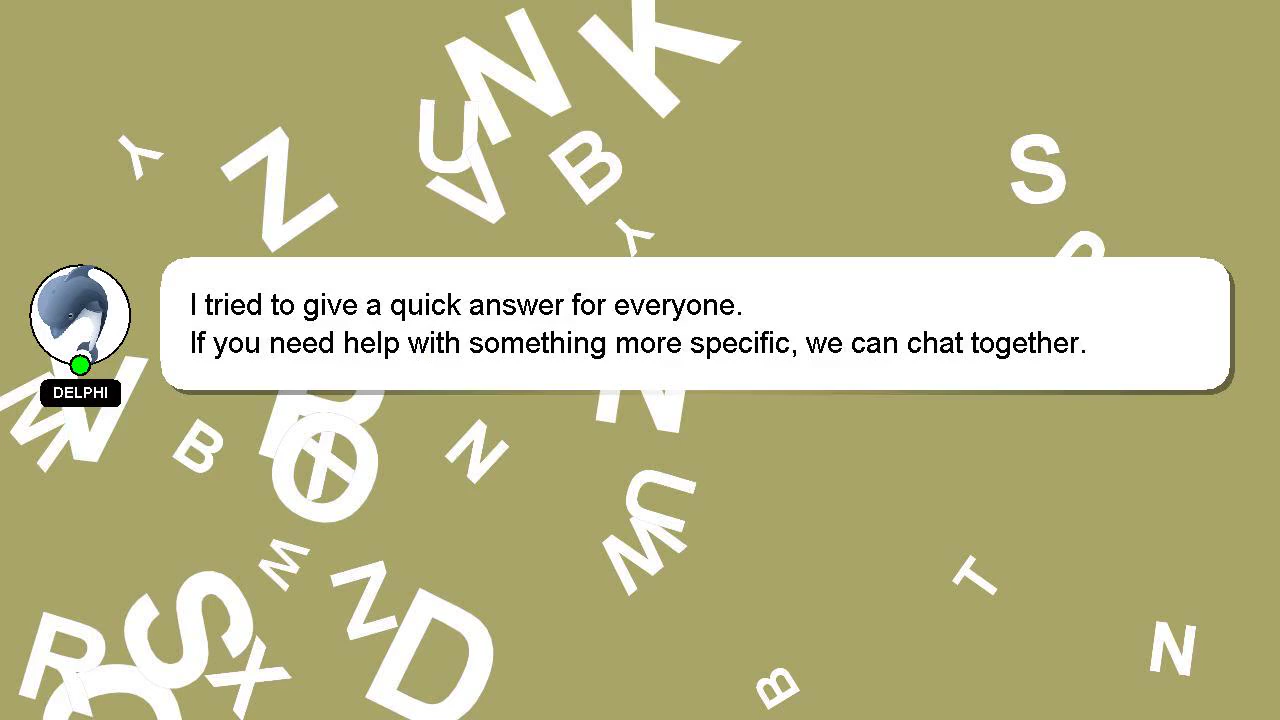 I tried to give a quick answer for everyone.
If you need help with something more specific, we can chat together.
DELPHI
N
K
U
Y
Z
V
B
S
Y
W
B
O
X
N
N
U
W
M
Z
S
D
R
X
T
N
B